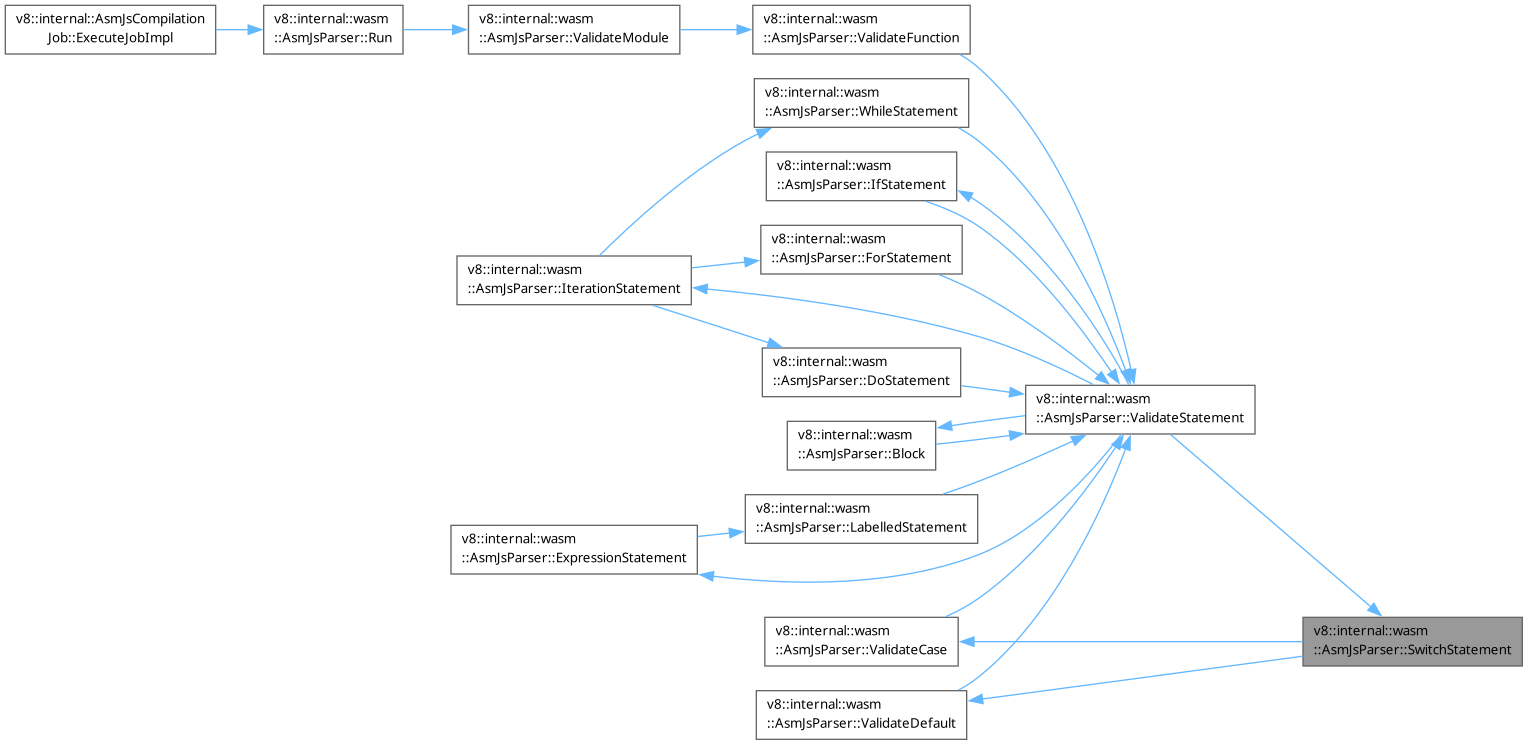 v8::internal::AsmJsCompilation
Job::ExecuteJobImpl
v8::internal::wasm
::AsmJsParser::Run
v8::internal::wasm
::AsmJsParser::ValidateModule
v8::internal::wasm
::AsmJsParser::ValidateFunction
v8::internal::wasm
::AsmJsParser::WhileStatement
v8::internal::wasm
::AsmJsParser::IfStatement
v8::internal::wasm
::AsmJsParser::ForStatement
v8::internal::wasm
::AsmJsParser::IterationStatement
v8::internal::wasm
::AsmJsParser::DoStatement
v8::internal::wasm
::AsmJsParser::ValidateStatement
v8::internal::wasm
::AsmJsParser::Block
v8::internal::wasm
::AsmJsParser::LabelledStatement
v8::internal::wasm
::AsmJsParser::ExpressionStatement
v8::internal::wasm
::AsmJsParser::ValidateCase
v8::internal::wasm
::AsmJsParser::SwitchStatement
v8::internal::wasm
::AsmJsParser::ValidateDefault